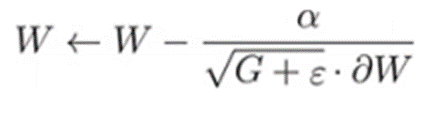 W ← W − α / (√(G + ε) · ∂W)